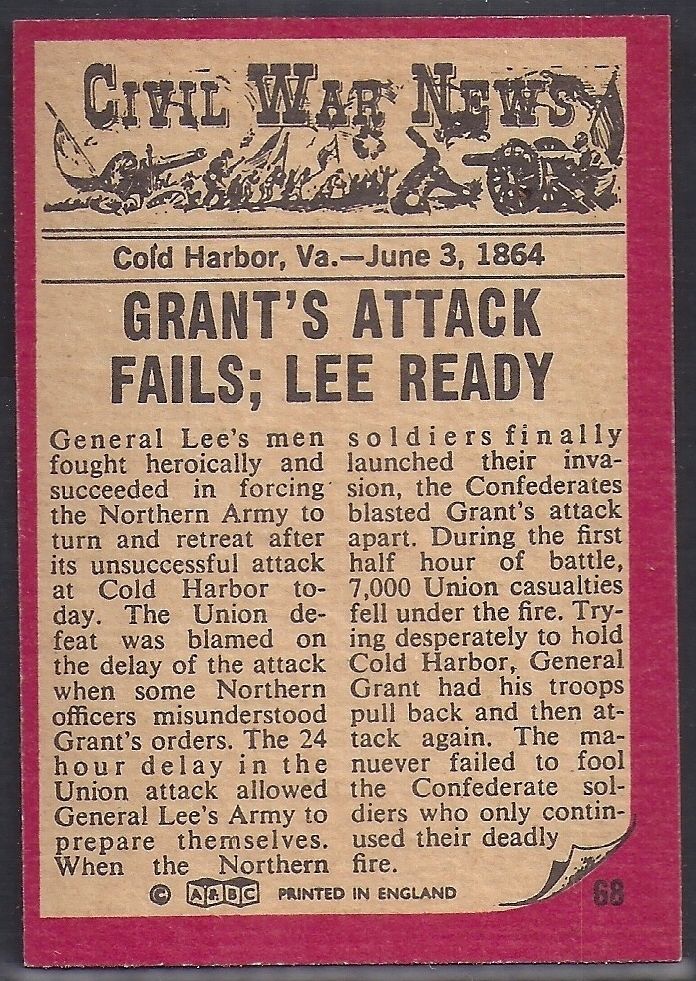 CIVIL WAR NEWS
Cold Harbor, Va.—June 3, 1864
GRANT'S ATTACK
FAILS; LEE READY
General Lee's men
fought heroically and
succeeded in forcing
the Northern Army to
turn and retreat after
its unsuccessful attack
at Cold Harbor to-
day. The Union de-
feat was blamed on
the delay of the attack
when some Northern
officers misunderstood
Grant's orders. The 24
hour delay in the
Union attack allowed
General Lee's Army to
prepare themselves.
When the Northern
soldiers finally
launched their inva-
sion, the Confederates
blasted Grant's attack
apart. During the first
half hour of battle,
7,000 Union casualties
fell under the fire. Try-
ing desperately to hold
Cold Harbor, General
Grant had his troops
pull back and then at-
tack again. The ma-
nuever failed to fool
the Confederate sol-
diers who only contin-
used their deadly
fire.
© A&BC PRINTED IN ENGLAND
68